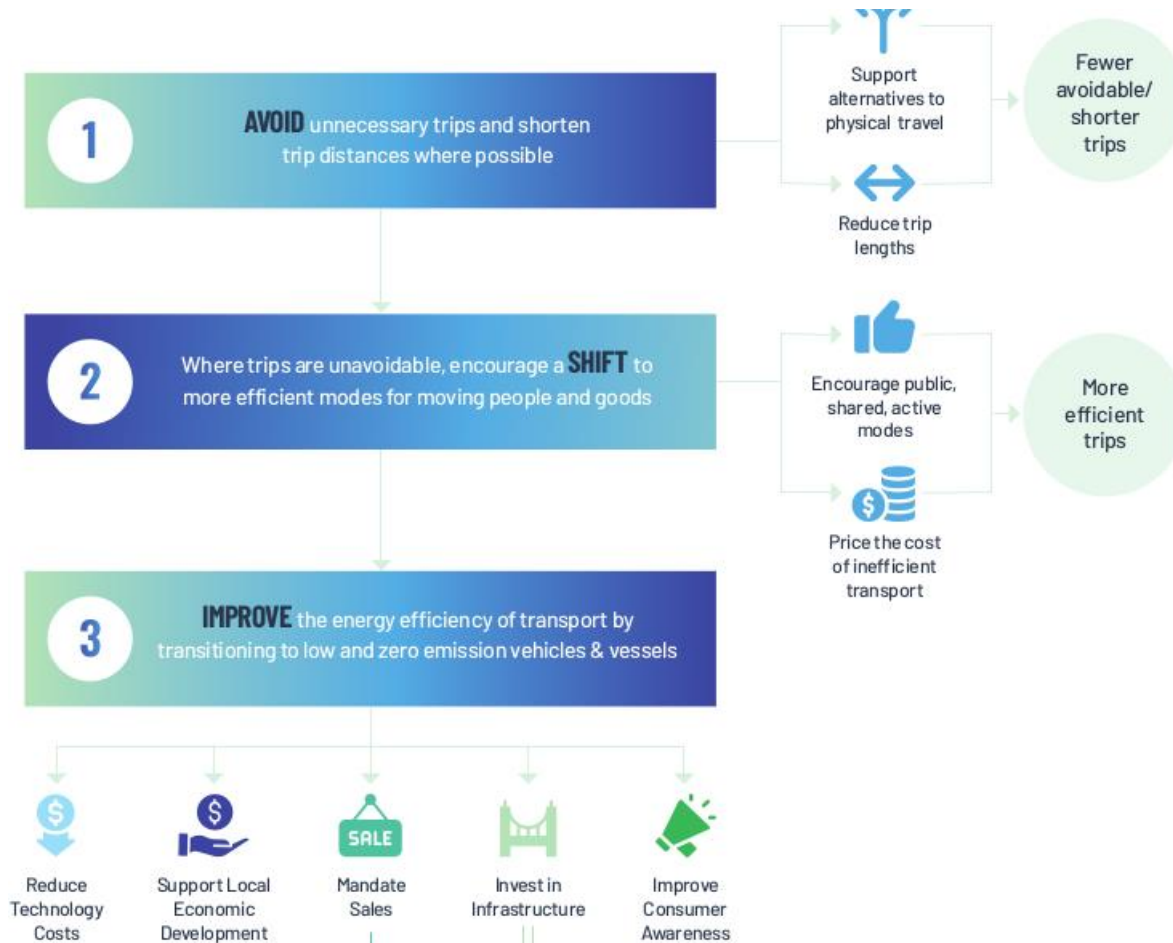 1
AVOID unnecessary trips and shorten
trip distances where possible
Support
alternatives to
physical travel
Reduce trip
lengths
Fewer
avoidable/
shorter
trips
2
Where trips are unavoidable, encourage a SHIFT to
more efficient modes for moving people and goods
Encourage public,
shared, active
modes
$
Price the cost
of inefficient
transport
More
efficient
trips
3
IMPROVE the energy efficiency of transport by
transitioning to low and zero emission vehicles & vessels
$
Reduce
Technology
Costs
$
Support Local
Economic
Development
SALE
Mandate
Sales
Invest in
Infrastructure
Improve
Consumer
Awareness